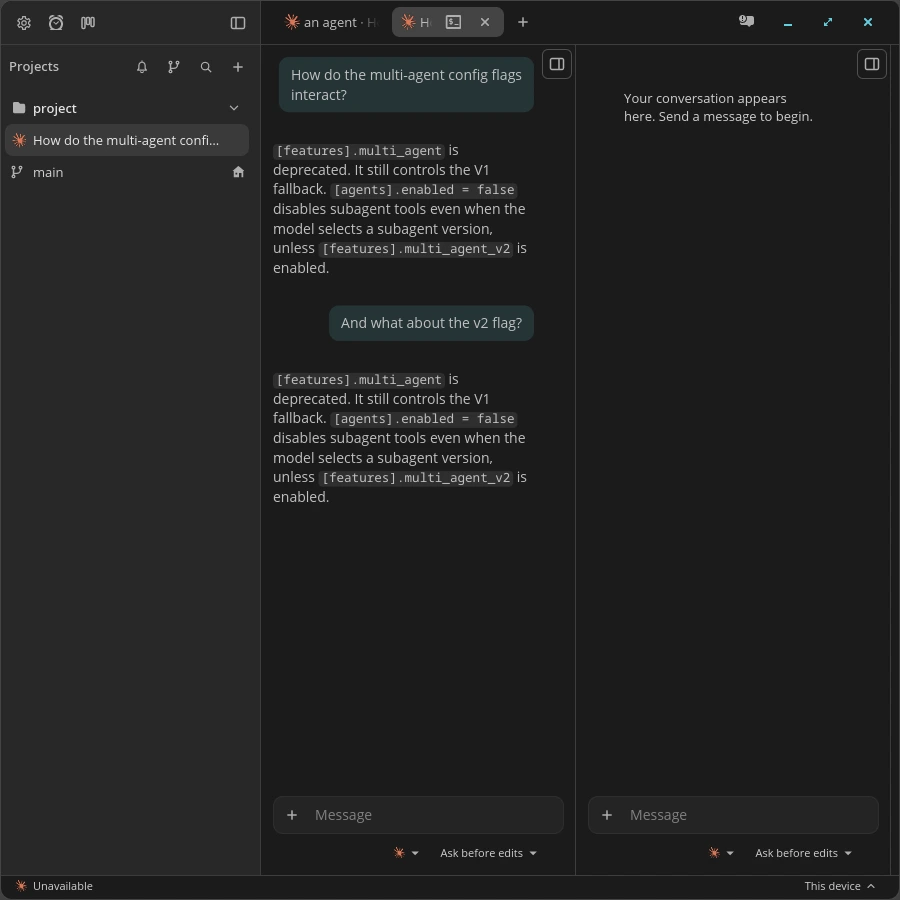 an agent · H
H
Projects
project
How do the multi-agent confi...
main
How do the multi-agent config flags
interact?
[features].multi_agent is
deprecated. It still controls the V1
fallback. [agents].enabled = false
disables subagent tools even when the
model selects a subagent version,
unless [features].multi_agent_v2 is
enabled.
And what about the v2 flag?
[features].multi_agent is
deprecated. It still controls the V1
fallback. [agents].enabled = false
disables subagent tools even when the
model selects a subagent version,
unless [features].multi_agent_v2 is
enabled.
Message
Ask before edits
Your conversation appears
here. Send a message to begin.
Message
Ask before edits
Unavailable
This device